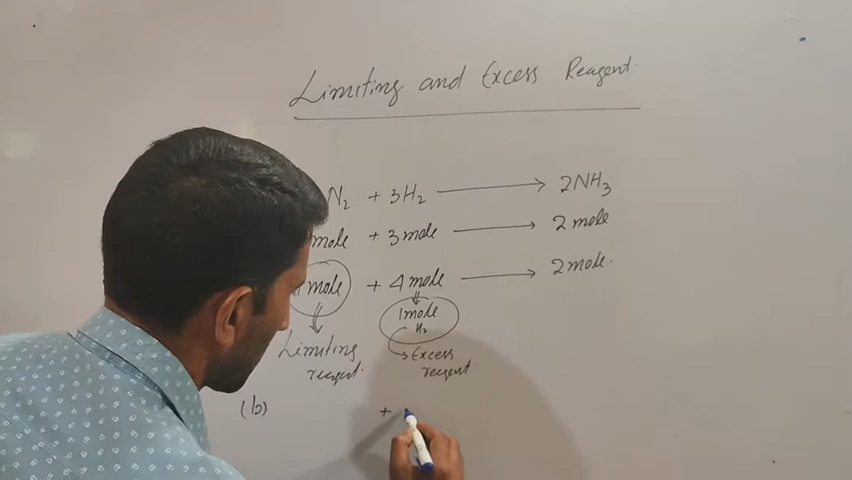 Limiting and Excess Reagent.
N₂ + 3H₂ ⟶ 2NH₃
mole + 3 mole ⟶ 2 mole
mole + 4 mole ⟶ 2 mole.
1 mole
H₂
Limiting
reagent.
Excess
reagent.
(b) +